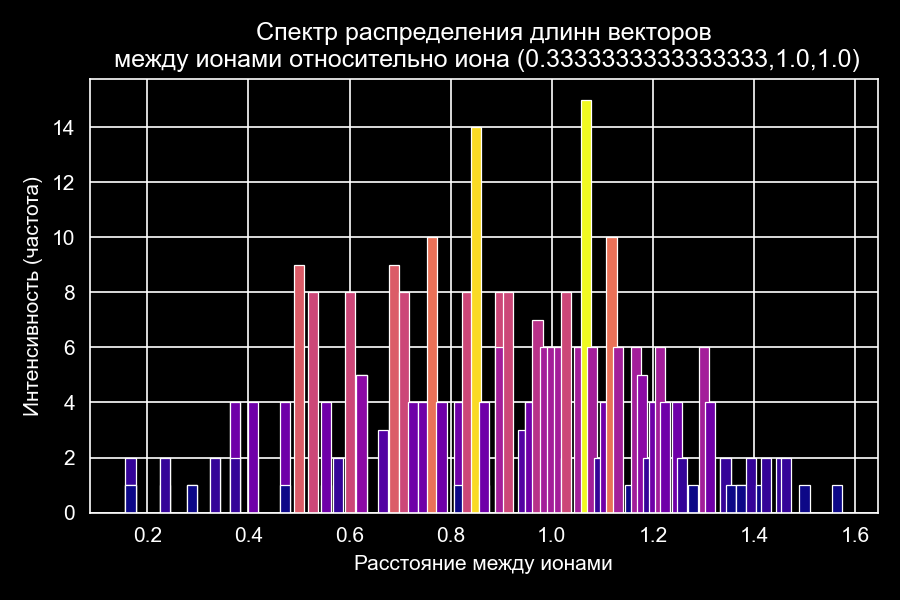 Спектр распределения длинн векторов
между ионами относительно иона (0.3333333333333333,1.0,1.0)
Интенсивность (частота)
14
12
10
8
6
4
2
0
0.2 0.4 0.6 0.8 1.0 1.2 1.4 1.6
Расстояние между ионами